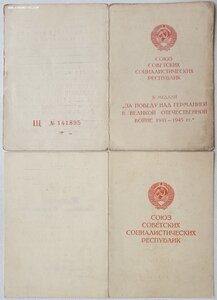 Щ № 141895
СОЮЗ
СОВЕТСКИХ
СОЦИАЛИСТИЧЕСКИХ
РЕСПУБЛИК
К МЕДАЛИ
„ЗА ПОБЕДУ НАД ГЕРМАНИЕЙ
В ВЕЛИКОЙ ОТЕЧЕСТВЕННОЙ
ВОЙНЕ 1941—1945 гг."
СОЮЗ
СОВЕТСКИХ
СОЦИАЛИСТИЧЕСКИХ
РЕСПУБЛИК